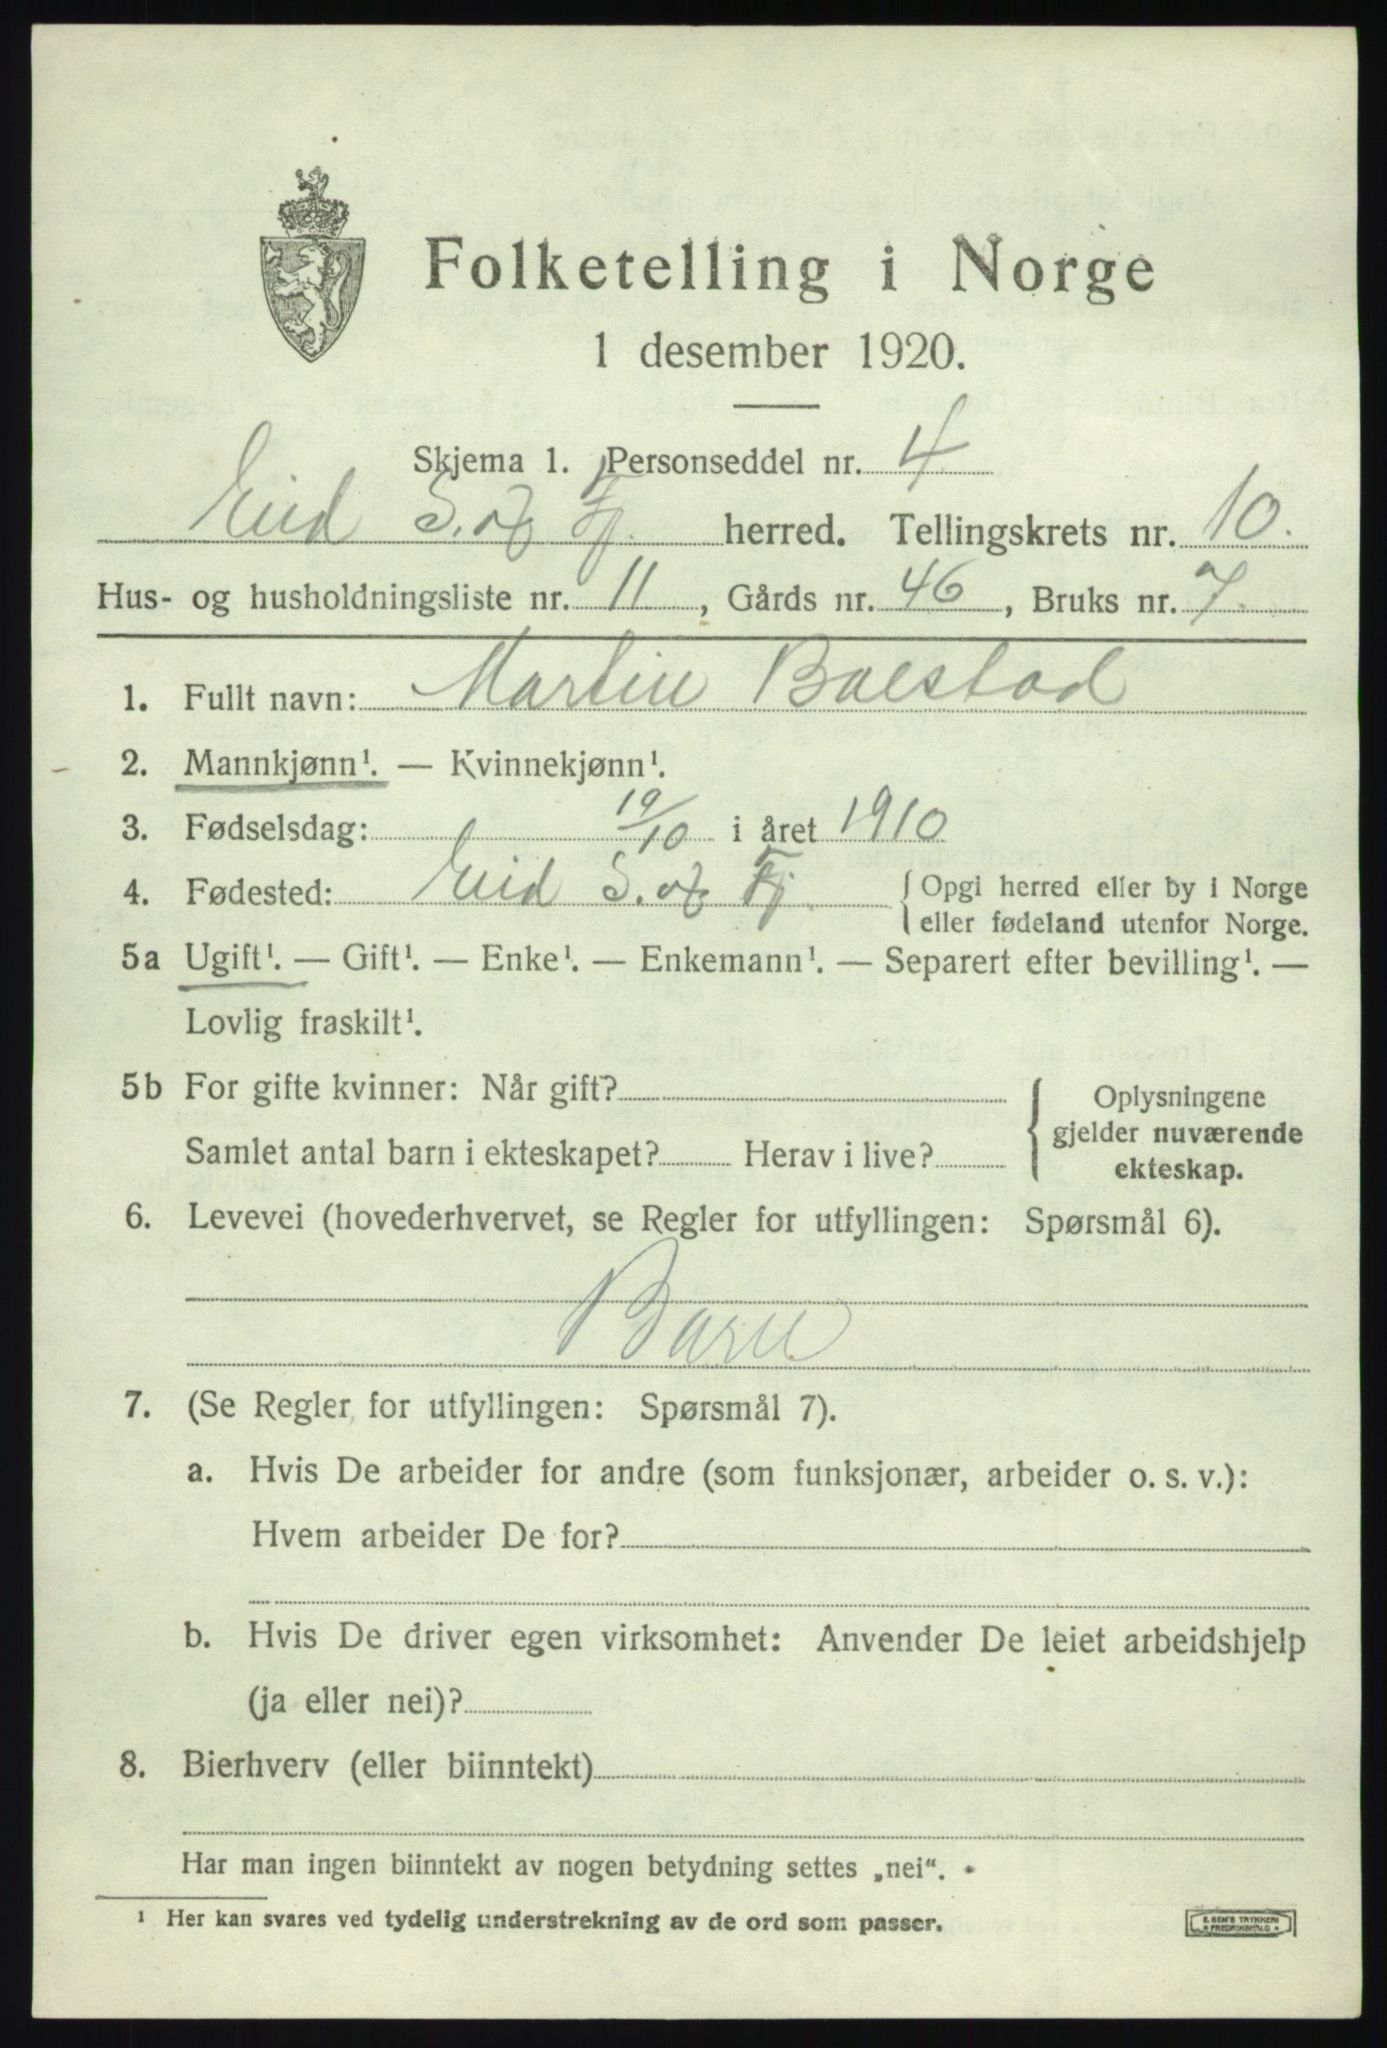 Folketelling i Norge
1 desember 1920.
Skjema 1. Personseddel nr. 4
Eid S. og Fj. herred. Tellingskrets nr. 10.
Hus- og husholdningsliste nr. 11, Gårds nr. 46, Bruks nr. 7.
1. Fullt navn: Martin Bolestad
2. Mannkjønn¹. — Kvinnekjønn¹.
3. Fødselsdag: 19/10 i året 1910
4. Fødested: Eid S. og Fj. { Opgi herred eller by i Norge
eller fødeland utenfor Norge.
5a Ugift¹. — Gift¹. — Enke¹. — Enkemann¹. — Separert efter bevilling¹. —
Lovlig fraskilt¹.
5b For gifte kvinner: Når gift? { Oplysningene
gjelder nuværende
Samlet antal barn i ekteskapet? Herav i live? ekteskap.
6. Levevei (hovederhvervet, se Regler for utfyllingen: Spørsmål 6).
Barn
7. (Se Regler for utfyllingen: Spørsmål 7).
a. Hvis De arbeider for andre (som funksjonær, arbeider o. s. v.):
Hvem arbeider De for?
b. Hvis De driver egen virksomhet: Anvender De leiet arbeidshjelp
(ja eller nei)?
8. Bierhverv (eller biinntekt)
Har man ingen biinntekt av nogen betydning settes „nei“.
¹ Her kan svares ved tydelig understrekning av de ord som passer.
E. SEM'S TRYKKERI
FREDRIKSHALD